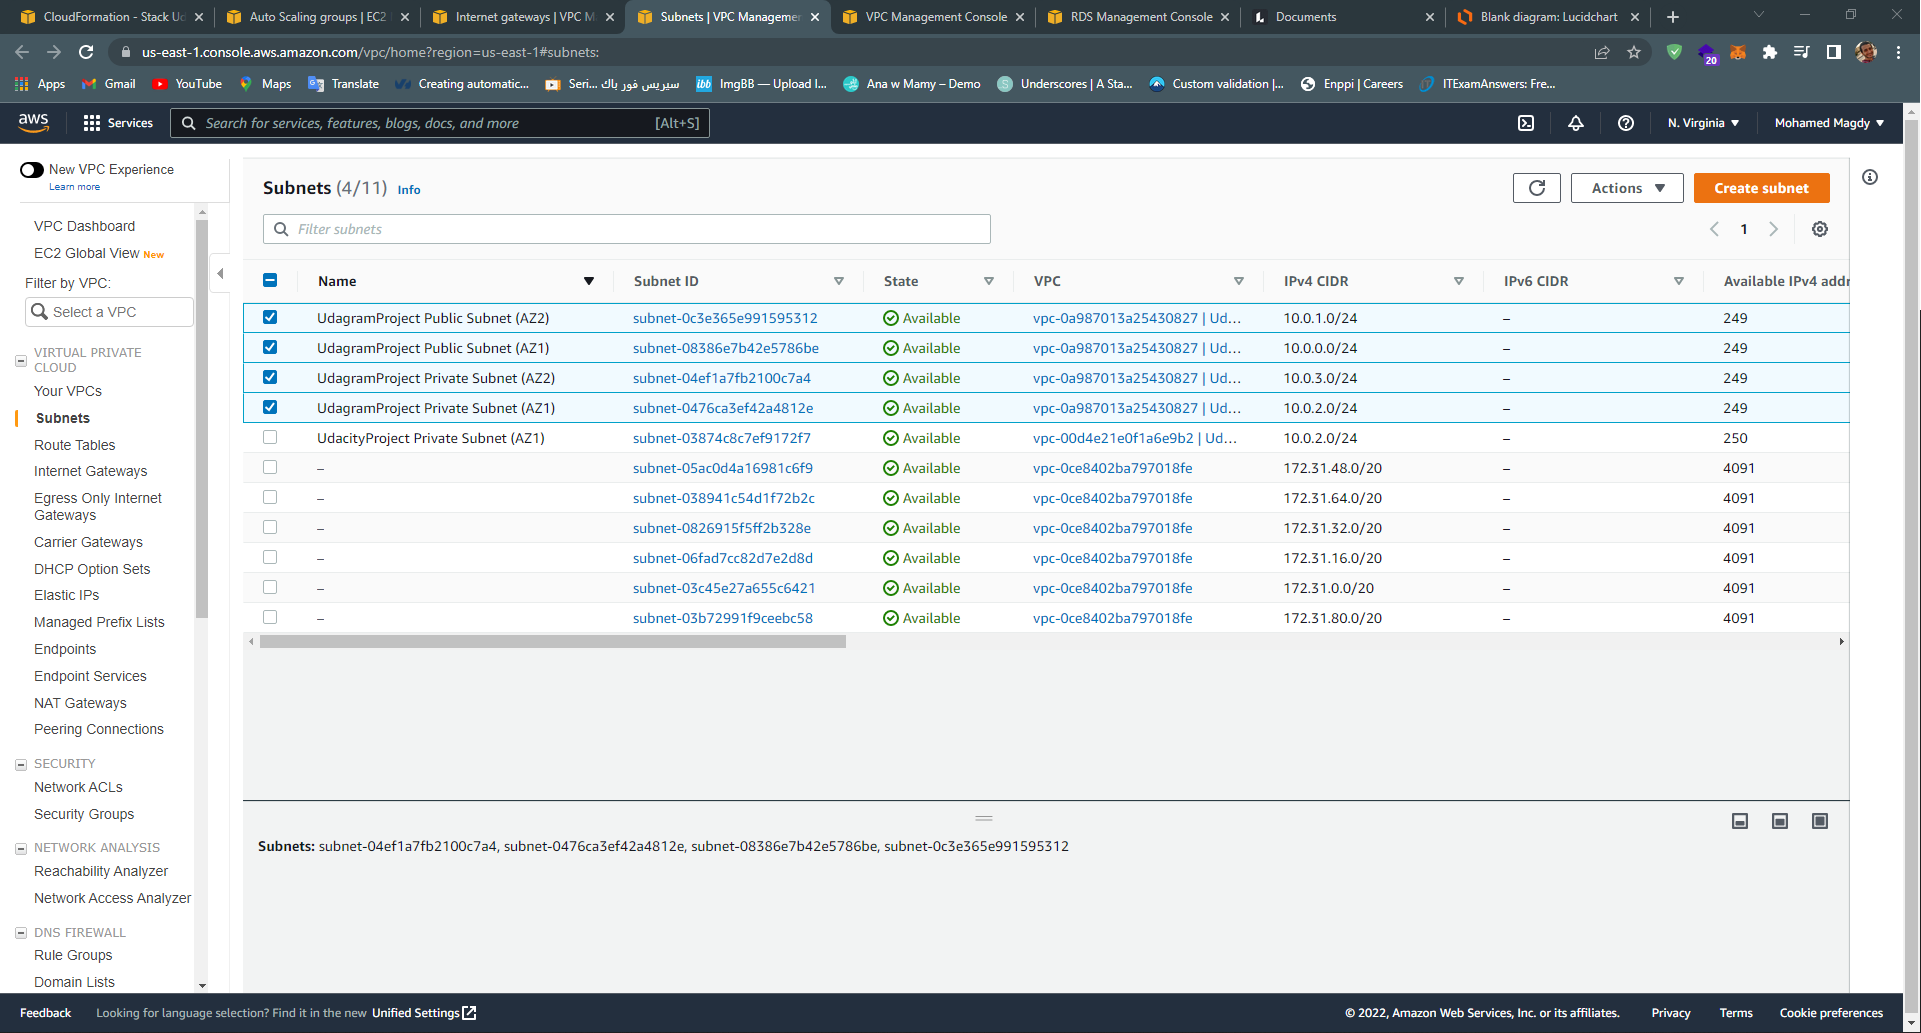 CloudFormation - Stack Ud
Auto Scaling groups | EC2
Internet gateways | VPC M
Subnets | VPC Managemen
VPC Management Console
RDS Management Console
Documents
Blank diagram: Lucidchart
us-east-1.console.aws.amazon.com/vpc/home?region=us-east-1#subnets:
20
Apps
Gmail
YouTube
Maps
Translate
Creating automatic...
Seri... سيريس فور باك
ibb
ImgBB — Upload I...
Ana w Mamy – Demo
S
Underscores | A Sta...
Custom validation |...
Enppi | Careers
ITExamAnswers: Fre...
aws
Services
Search for services, features, blogs, docs, and more
[Alt+S]
N. Virginia
Mohamed Magdy
New VPC Experience
Learn more
VPC Dashboard
EC2 Global View New
Filter by VPC:
Select a VPC
VIRTUAL PRIVATE
CLOUD
Your VPCs
Subnets
Route Tables
Internet Gateways
Egress Only Internet
Gateways
Carrier Gateways
DHCP Option Sets
Elastic IPs
Managed Prefix Lists
Endpoints
Endpoint Services
NAT Gateways
Peering Connections
SECURITY
Network ACLs
Security Groups
NETWORK ANALYSIS
Reachability Analyzer
Network Access Analyzer
DNS FIREWALL
Rule Groups
Domain Lists
Subnets (4/11) Info
Actions
Create subnet
Filter subnets
1
Name Subnet ID State VPC IPv4 CIDR IPv6 CIDR Available IPv4 addr
UdagramProject Public Subnet (AZ2) subnet-0c3e365e991595312 Available vpc-0a987013a25430827 | Ud... 10.0.1.0/24 – 249
UdagramProject Public Subnet (AZ1) subnet-08386e7b42e5786be Available vpc-0a987013a25430827 | Ud... 10.0.0.0/24 – 249
UdagramProject Private Subnet (AZ2) subnet-04ef1a7fb2100c7a4 Available vpc-0a987013a25430827 | Ud... 10.0.3.0/24 – 249
UdagramProject Private Subnet (AZ1) subnet-0476ca3ef42a4812e Available vpc-0a987013a25430827 | Ud... 10.0.2.0/24 – 249
UdacityProject Private Subnet (AZ1) subnet-03874c8c7ef9172f7 Available vpc-00d4e21e0f1a6e9b2 | Ud... 10.0.2.0/24 – 250
– subnet-05ac0d4a16981c6f9 Available vpc-0ce8402ba797018fe 172.31.48.0/20 – 4091
– subnet-038941c54d1f72b2c Available vpc-0ce8402ba797018fe 172.31.64.0/20 – 4091
– subnet-0826915f5ff2b328e Available vpc-0ce8402ba797018fe 172.31.32.0/20 – 4091
– subnet-06fad7cc82d7e2d8d Available vpc-0ce8402ba797018fe 172.31.16.0/20 – 4091
– subnet-03c45e27a655c6421 Available vpc-0ce8402ba797018fe 172.31.0.0/20 – 4091
– subnet-03b72991f9ceebc58 Available vpc-0ce8402ba797018fe 172.31.80.0/20 – 4091
Subnets: subnet-04ef1a7fb2100c7a4, subnet-0476ca3ef42a4812e, subnet-08386e7b42e5786be, subnet-0c3e365e991595312
Feedback
Looking for language selection? Find it in the new Unified Settings
© 2022, Amazon Web Services, Inc. or its affiliates.
Privacy
Terms
Cookie preferences